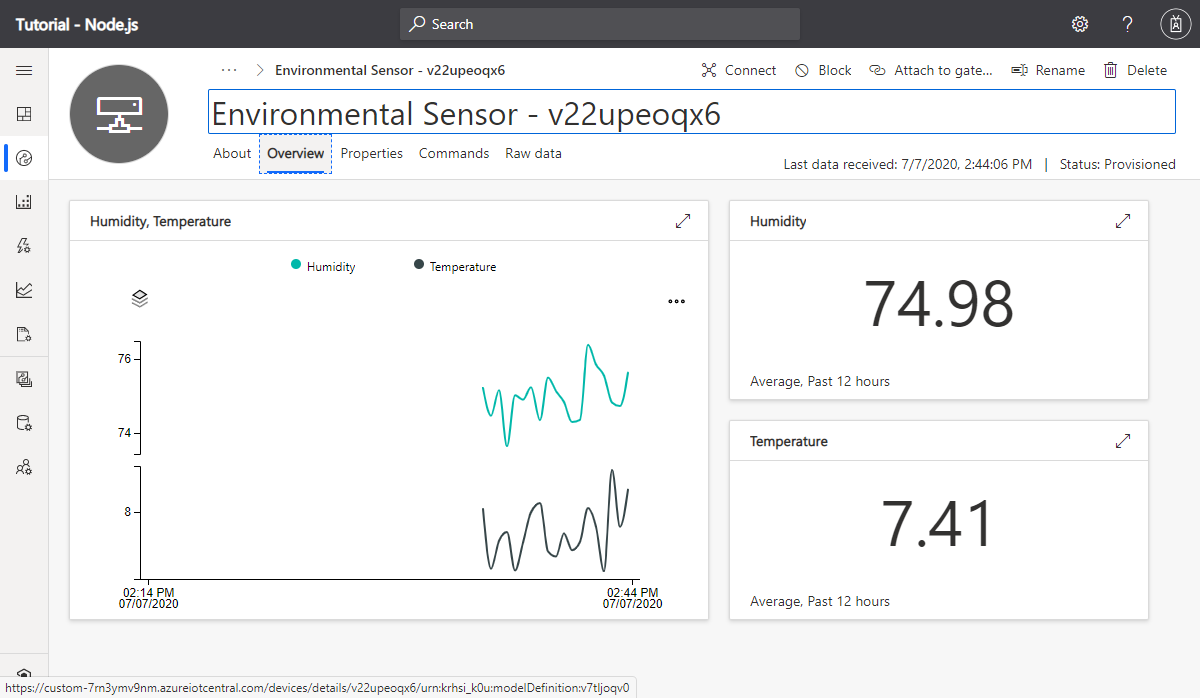 Tutorial - Node.js
Search
?
... > Environmental Sensor - v22upeoqx6
Connect Block Attach to gate... Rename Delete
Environmental Sensor - v22upeoqx6
About Overview Properties Commands Raw data
Last data received: 7/7/2020, 2:44:06 PM | Status: Provisioned
Humidity, Temperature
Humidity Temperature
76
74
8
02:14 PM
07/07/2020
02:44 PM
07/07/2020
Humidity
74.98
Average, Past 12 hours
Temperature
7.41
Average, Past 12 hours
https://custom-7rn3ymv9nm.azureiotcentral.com/devices/details/v22upeoqx6/urn:krhsi_k0u:modelDefinition:v7tljoqv0